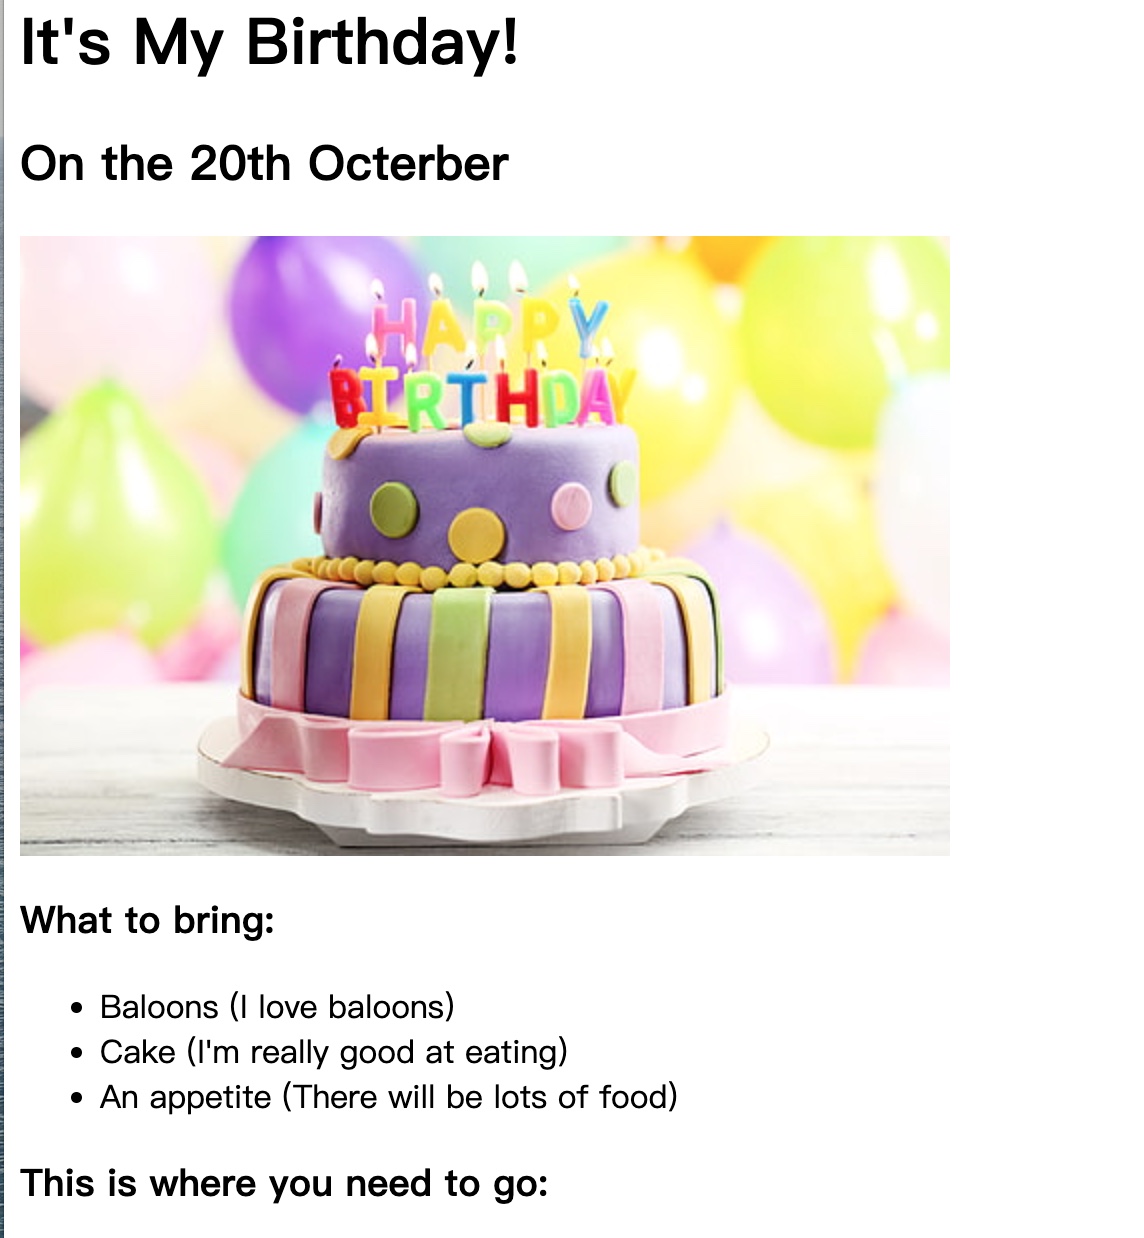 It's My Birthday!
On the 20th Octerber
HAPPY
BIRTHDAY
What to bring:
Baloons (I love baloons)
Cake (I'm really good at eating)
An appetite (There will be lots of food)
This is where you need to go: